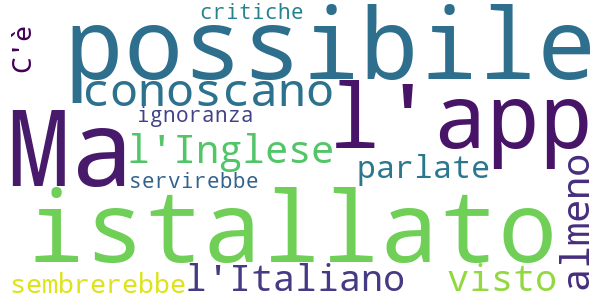 critiche
C'è
possibile
conoscano
l'app
Ma
ignoranza
l'Inglese
parlate
servirebbe
almeno
istallato
sembrerebbe
l'Italiano
visto